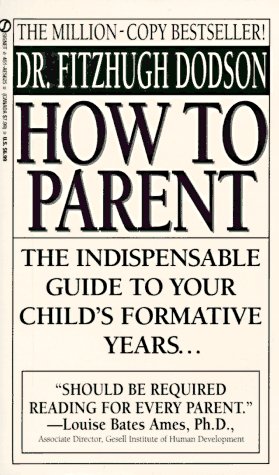 THE MILLION-COPY BESTSELLER!
DR. FITZHUGH DODSON
HOW TO
PARENT
THE INDISPENSABLE
GUIDE TO YOUR
CHILD'S FORMATIVE
YEARS...
"SHOULD BE REQUIRED
READING FOR EVERY PARENT."
—Louise Bates Ames, Ph.D.,
Associate Director, Gesell Institute of Human Development